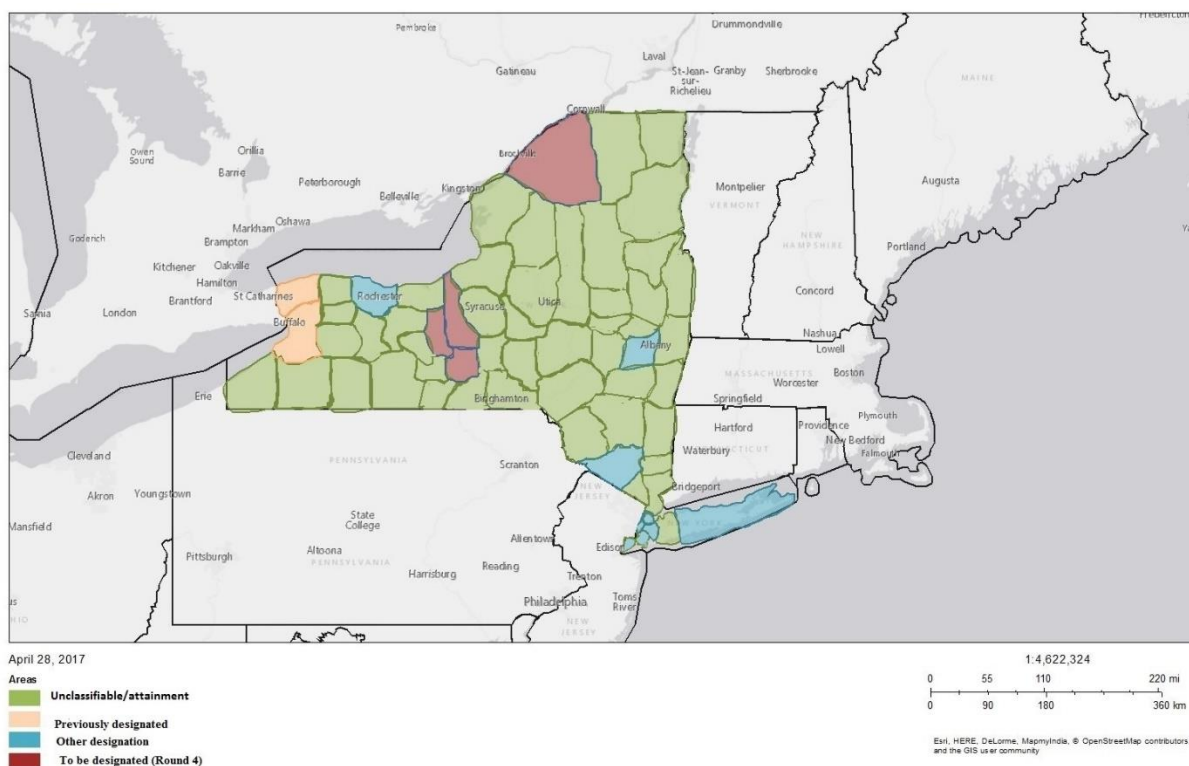 Pembroke
Drummondville
Fredericton
Laval
Gatineau
St-Jean-
sur-
Richelieu
Granby
Sherbrooke
MAINE
Cornwall
Owen
Sound
Orillia
Barrie
Brockville
Peterborough
Belleville
Kingston
Montpelier
VERMONT
Augusta
Markham
Oshawa
Goderich
Brampton
NEW
HAMPSHIRE
Portland
Kitchener
Oakville
Hamilton
Brantford
St Catharines
Rochester
Syracuse
Utica
Concord
Sarnia
London
Buffalo
Albany
Nashua
Lowell
MASSACHUSETTS
Boston
Worcester
Erie
Binghamton
Springfield
Plymouth
Hartford
Providence
New Bedford
Falmouth
Waterbury
Cleveland
PENNSYLVANIA
Scranton
Bridgeport
NEW
JERSEY
Akron
Youngstown
Mansfield
State
College
Allentown
Edison
Altoona
Pittsburgh
PENNSYLVANIA
Harrisburg
Reading
Trenton
Philadelphia
Toms
River
NEW
JERSEY
April 28, 2017
Areas
Unclassifiable/attainment
Previously designated
Other designation
To be designated (Round 4)
1:4,622,324
0 55 110 220 mi
0 90 180 360 km
Esri, HERE, DeLorme, MapmyIndia, © OpenStreetMap contributors,
and the GIS user community